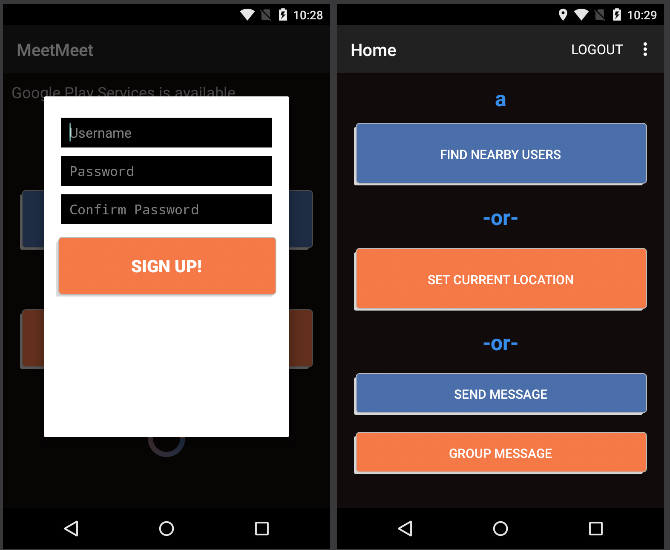 10:28
MeetMeet
Google Play Services is available
Username
Password
Confirm Password
SIGN UP!
10:29
Home
LOGOUT
a
FIND NEARBY USERS
-or-
SET CURRENT LOCATION
-or-
SEND MESSAGE
GROUP MESSAGE